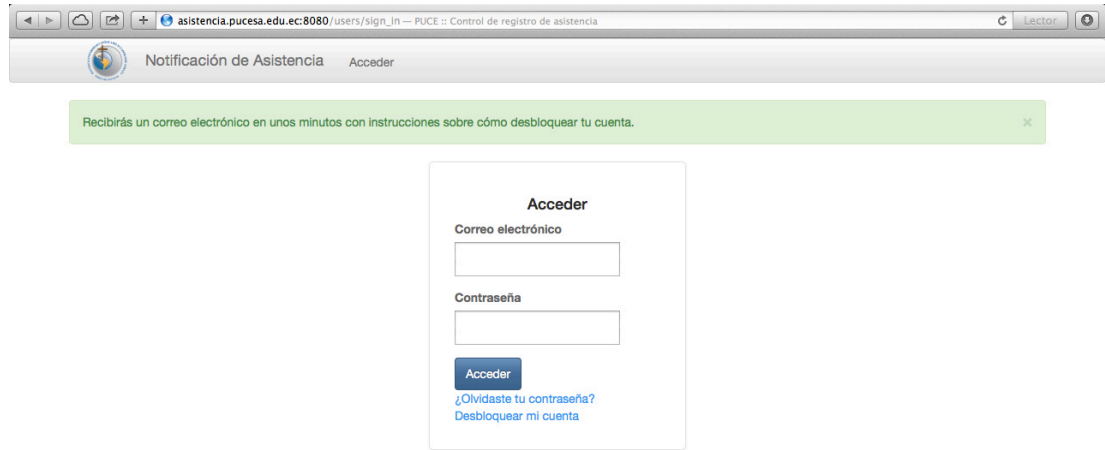 asistencia.pucesa.edu.ec:8080/users/sign_in — PUCE :: Control de registro de asistencia
Lector
Notificación de Asistencia Acceder
Recibirás un correo electrónico en unos minutos con instrucciones sobre cómo desbloquear tu cuenta. ×
Acceder
Correo electrónico
Contraseña
Acceder
¿Olvidaste tu contraseña?
Desbloquear mi cuenta